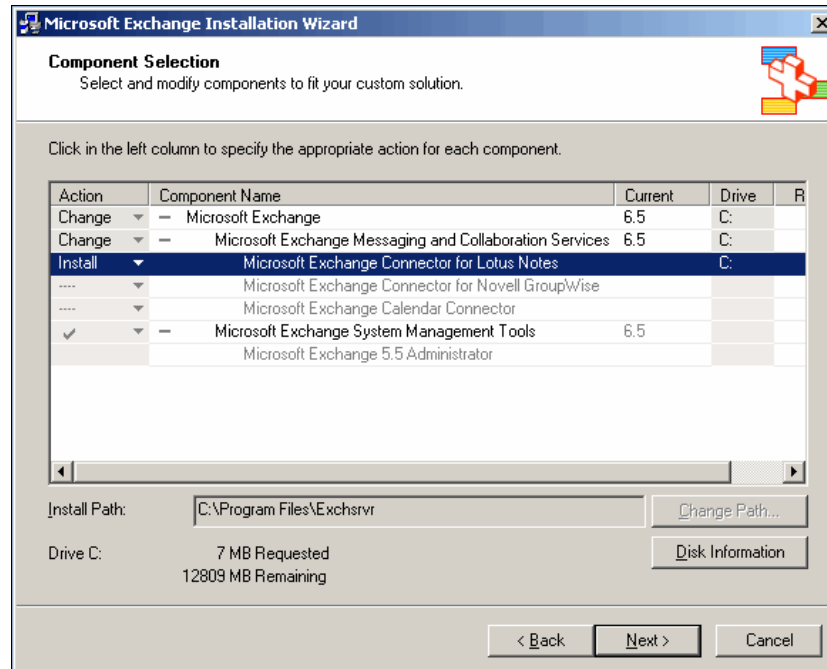 Microsoft Exchange Installation Wizard
Component Selection
Select and modify components to fit your custom solution.
Click in the left column to specify the appropriate action for each component.
Action Component Name Current Drive R
Change Microsoft Exchange 6.5 C:
Change Microsoft Exchange Messaging and Collaboration Services 6.5 C:
Install Microsoft Exchange Connector for Lotus Notes C:
---- Microsoft Exchange Connector for Novell GroupWise
---- Microsoft Exchange Calendar Connector
Microsoft Exchange System Management Tools 6.5
Microsoft Exchange 5.5 Administrator
Install Path: C:\Program Files\Exchsrvr Change Path...
Drive C: 7 MB Requested Disk Information
12809 MB Remaining
< Back Next > Cancel